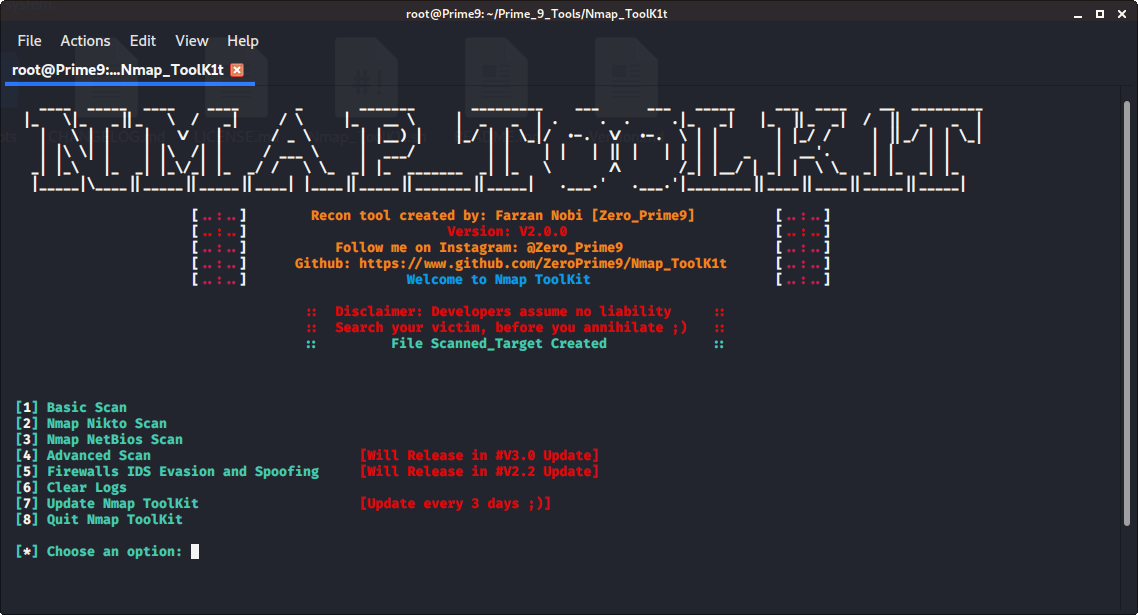 root@Prime9: ~/Prime_9_Tools/Nmap_ToolK1t
File Actions Edit View Help
root@Prime9:...Nmap_ToolK1t
NMAP_TOOLKIT
[..:..] Recon tool created by: Farzan Nobi [Zero_Prime9] [..:..]
[..:..] Version: V2.0.0 [..:..]
[..:..] Follow me on Instagram: @Zero_Prime9 [..:..]
[..:..] Github: https://www.github.com/ZeroPrime9/Nmap_ToolK1t [..:..]
[..:..] Welcome to Nmap ToolKit [..:..]
:: Disclaimer: Developers assume no liability ::
:: Search your victim, before you annihilate ;) ::
:: File Scanned_Target Created ::
[1] Basic Scan
[2] Nmap Nikto Scan
[3] Nmap NetBios Scan
[4] Advanced Scan [Will Release in #V3.0 Update]
[5] Firewalls IDS Evasion and Spoofing [Will Release in #V2.2 Update]
[6] Clear Logs
[7] Update Nmap ToolKit [Update every 3 days ;)]
[8] Quit Nmap ToolKit
[*] Choose an option: